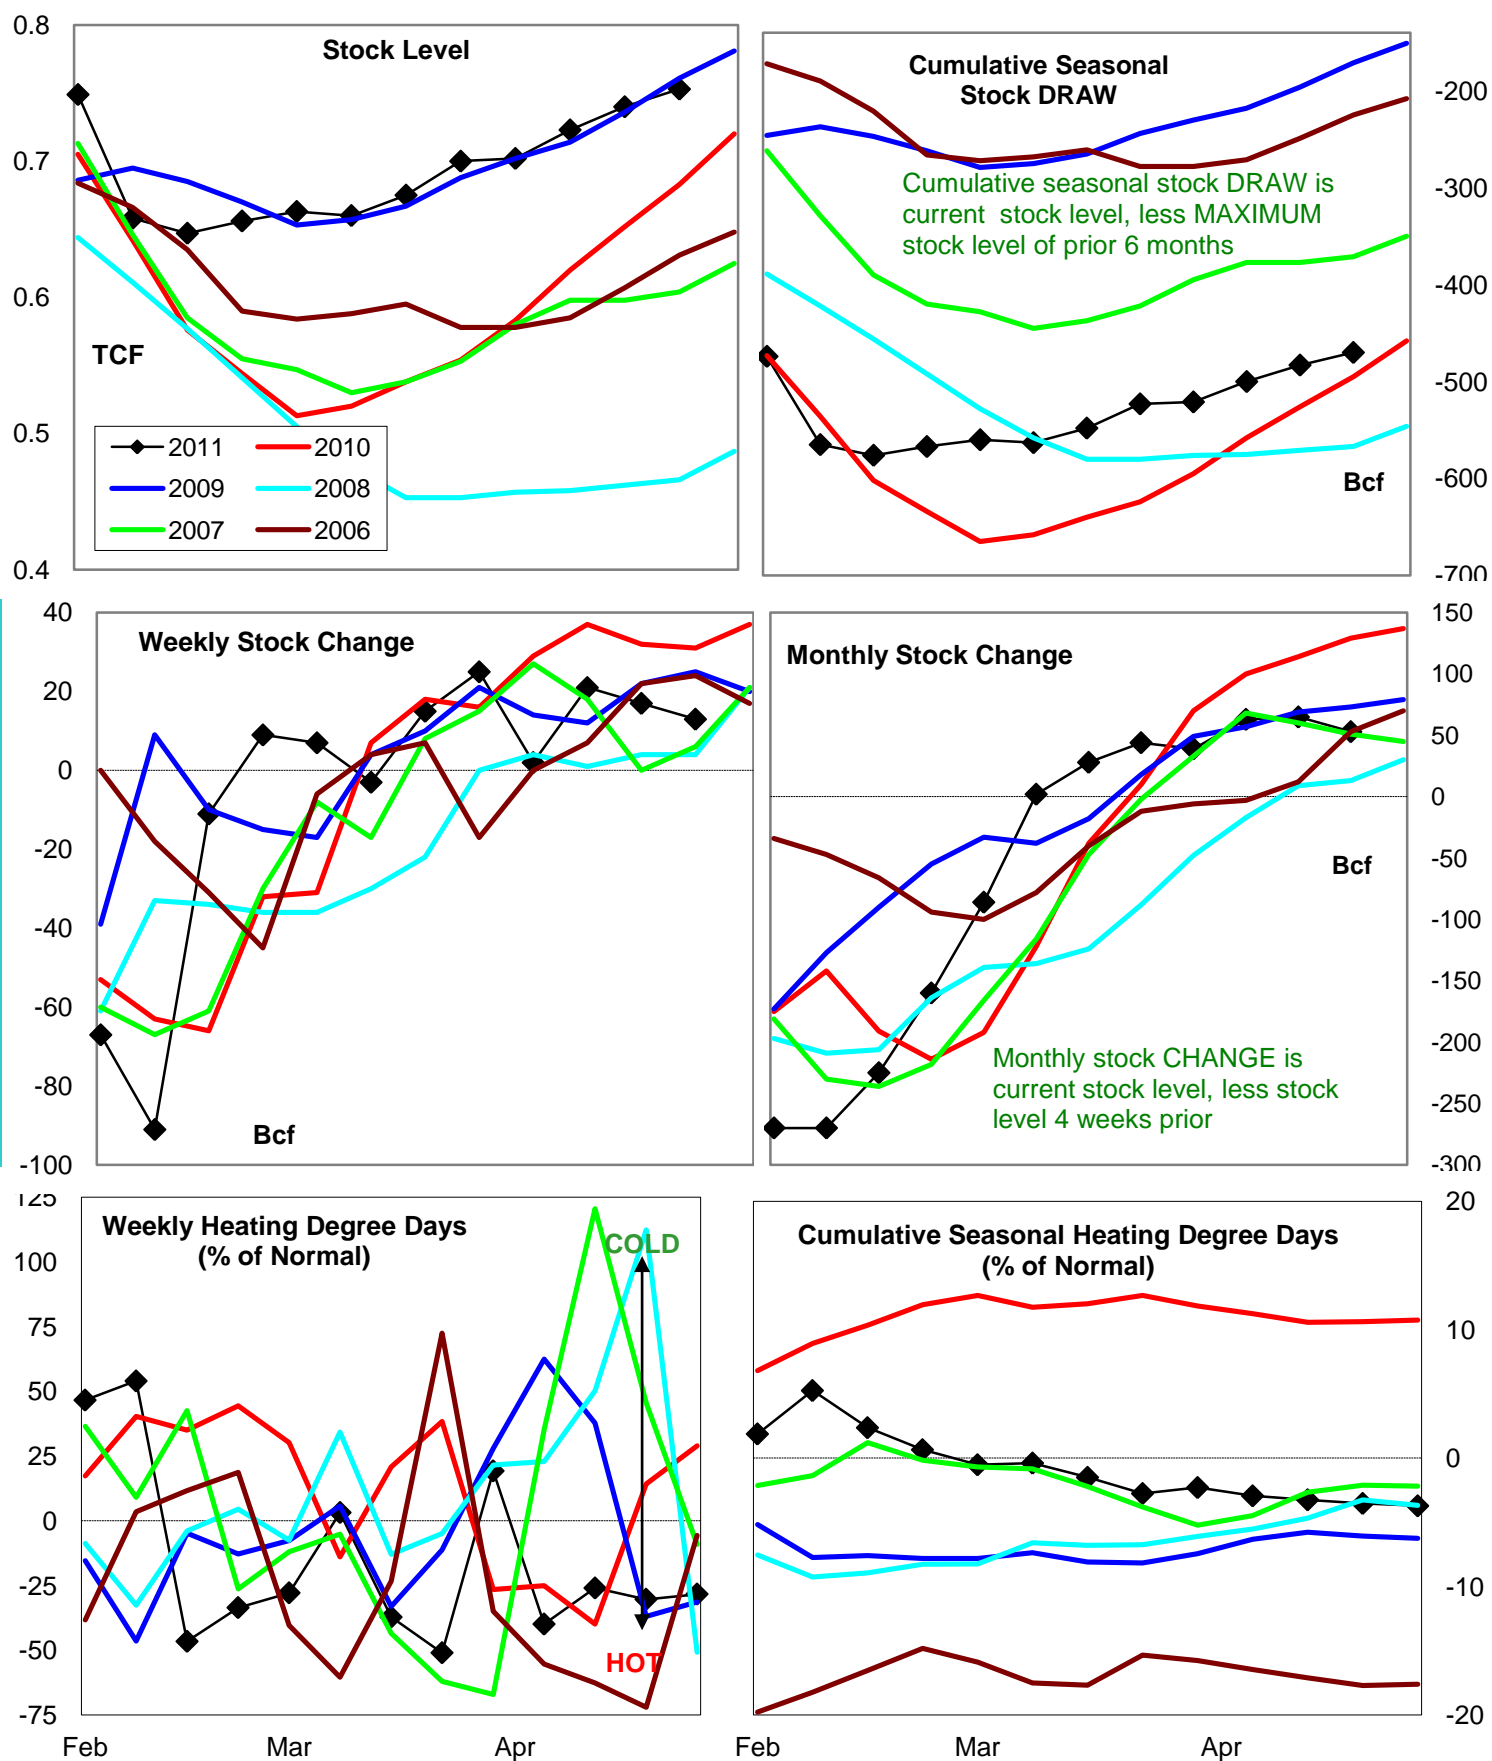 0.8
0.7
0.6
0.5
0.4
Stock Level
TCF
2011
2010
2009
2008
2007
2006
Cumulative Seasonal
Stock DRAW
Cumulative seasonal stock DRAW is
current stock level, less MAXIMUM
stock level of prior 6 months
Bcf
-200
-300
-400
-500
-600
-700
40
20
0
-20
-40
-60
-80
-100
Weekly Stock Change
Bcf
Monthly Stock Change
Bcf
Monthly stock CHANGE is
current stock level, less stock
level 4 weeks prior
150
100
50
0
-50
-100
-150
-200
-250
-300
125
100
75
50
25
0
-25
-50
-75
Weekly Heating Degree Days
(% of Normal)
COLD
HOT
Feb
Mar
Apr
Cumulative Seasonal Heating Degree Days
(% of Normal)
20
10
0
-10
-20
Feb
Mar
Apr